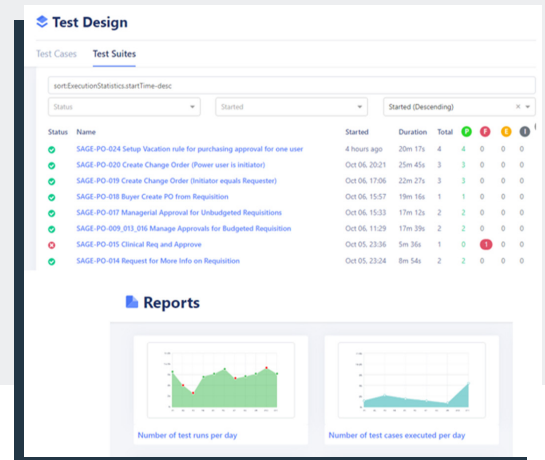 Test Design
Test Cases Test Suites
sort:ExecutionStatistics.startTime-desc
Status Started Started (Descending)
Status Name Started Duration Total P F E I
SAGE-PO-024 Setup Vacation rule for purchasing approval for one user 4 hours ago 20m 17s 4 4 0 0 0
SAGE-PO-020 Create Change Order (Power user is initiator) Oct 06, 20:21 25m 45s 3 3 0 0 0
SAGE-PO-019 Create Change Order (Initiator equals Requester) Oct 06, 17:06 22m 27s 3 3 0 0 0
SAGE-PO-018 Buyer Create PO from Requisition Oct 06, 15:57 19m 16s 1 1 0 0 0
SAGE-PO-017 Managerial Approval for Unbudgeted Requisitions Oct 06, 15:33 17m 12s 2 2 0 0 0
SAGE-PO-009_013_016 Manage Approvals for Budgeted Requisition Oct 06, 11:29 17m 39s 2 2 0 0 0
SAGE-PO-015 Clinical Req and Approve Oct 05, 23:36 5m 36s 1 0 1 0 0
SAGE-PO-014 Request for More Info on Requisition Oct 05, 23:24 8m 54s 2 2 0 0 0
Reports
Number of test runs per day
Number of test cases executed per day